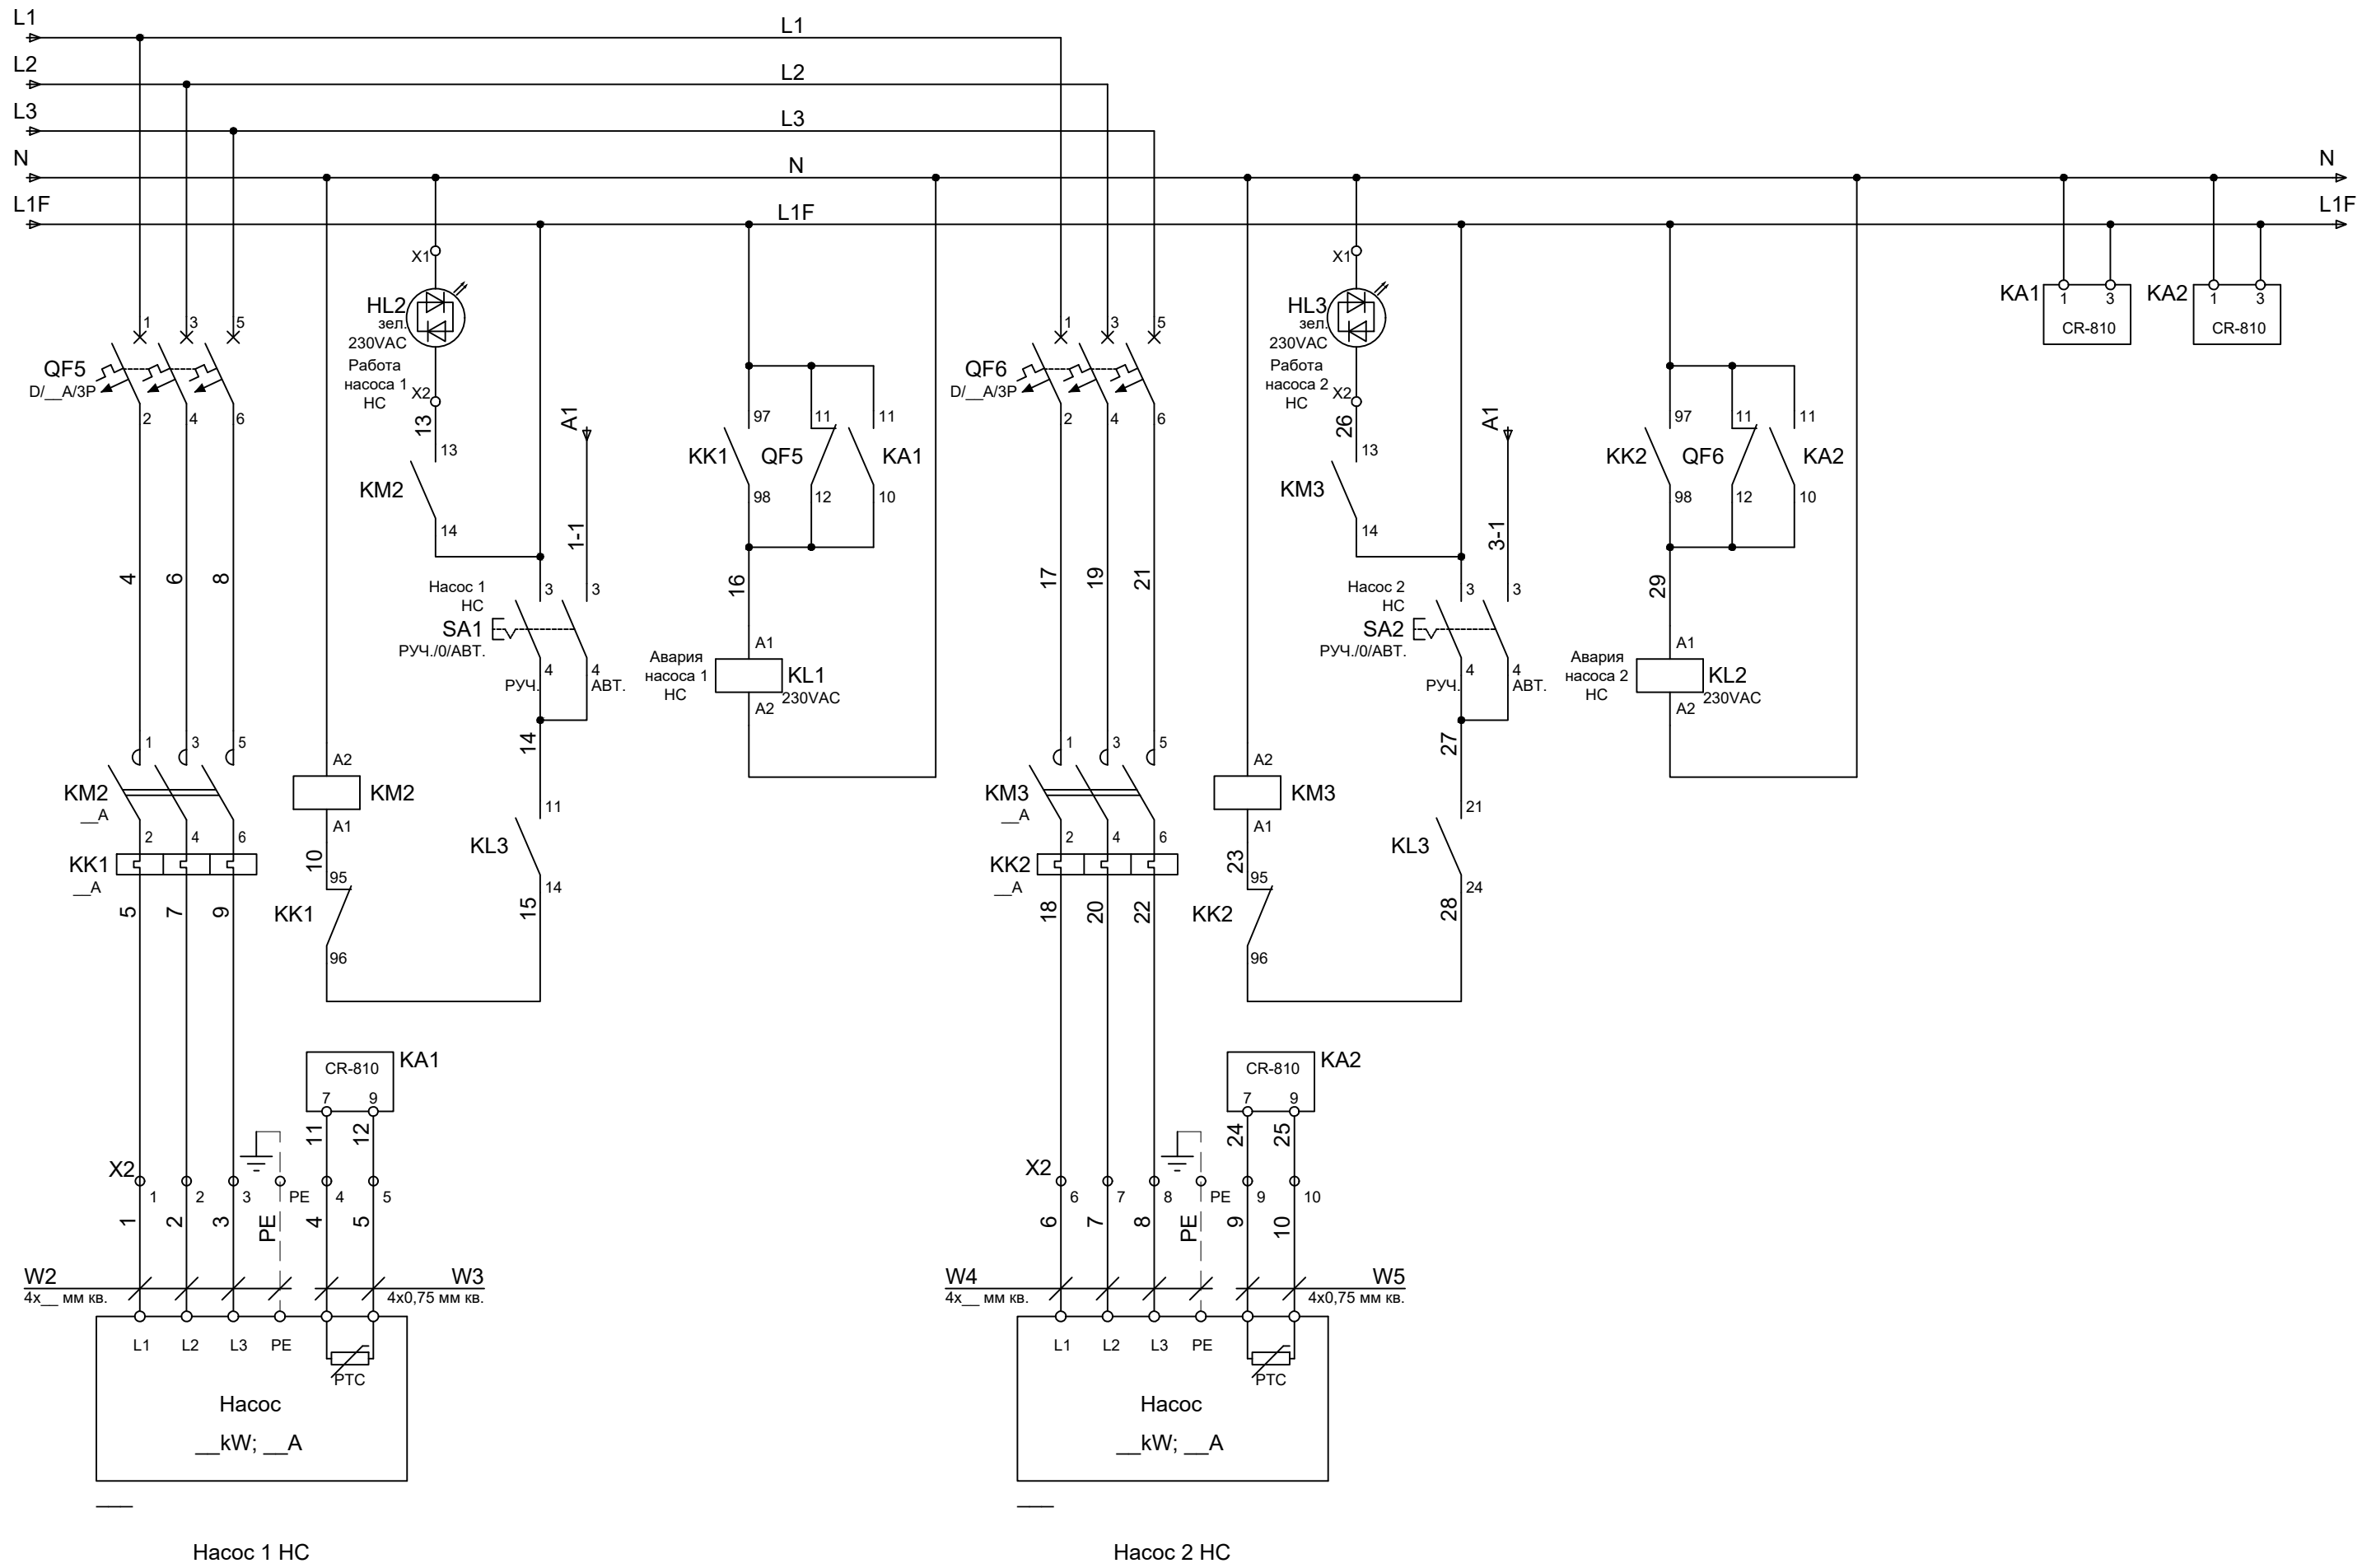 L1
L1
L2
L2
L3
L3
N
N
N
L1F
L1F
L1F
X1
HL2
зел.
230VAC
Работа
насоса 1
НС
X2
13
1
3
5
QF5
D/__A/3P
2
4
6
13
KM2
14
A1
1-1
97
11
11
KK1
QF5
KA1
98
12
10
4
6
8
Насос 1
НС
SA1
РУЧ./0/АВТ.
3
3
4
4
РУЧ.
АВТ.
16
A1
Авария
насоса 1
НС
KL1
230VAC
A2
14
1
3
5
KM2
__A
2
4
6
KK1
__A
5
7
9
A2
KM2
A1
10
95
KK1
96
11
KL3
14
15
KA1
CR-810
7
9
11
12
X2
1
2
3
PE
4
5
1
2
3
PE
4
5
W2
4x__ мм кв.
W3
4x0,75 мм кв.
L1
L2
L3
PE
PTC
Насос
__kW; __A
___
Насос 1 НС
1
3
5
QF6
D/__A/3P
2
4
6
X1
HL3
зел.
230VAC
Работа
насоса 2
НС
X2
26
13
KM3
14
A1
3-1
97
11
11
KK2
QF6
KA2
98
12
10
17
19
21
Насос 2
НС
SA2
РУЧ./0/АВТ.
3
3
4
4
РУЧ.
АВТ.
29
A1
Авария
насоса 2
НС
KL2
230VAC
A2
27
1
3
5
KM3
__A
2
4
6
KK2
__A
18
20
22
A2
KM3
A1
23
95
KK2
96
21
KL3
24
28
KA2
CR-810
7
9
24
25
X2
6
7
8
PE
9
10
6
7
8
PE
9
10
W4
4x__ мм кв.
W5
4x0,75 мм кв.
L1
L2
L3
PE
PTC
Насос
__kW; __A
___
Насос 2 НС
KA1
1
3
CR-810
KA2
1
3
CR-810